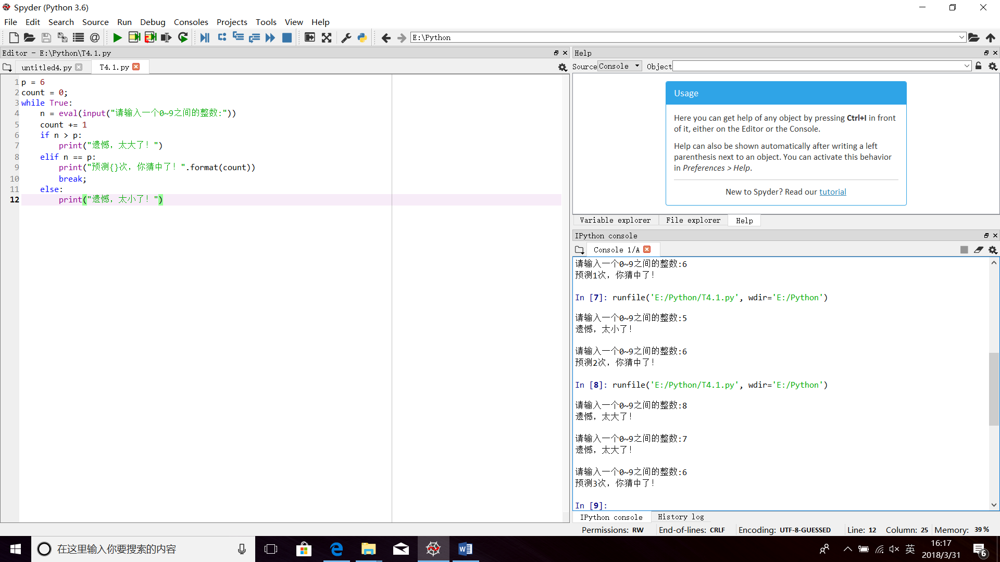 Spyder (Python 3.6)
File Edit Search Source Run Debug Consoles Projects Tools View Help
E:\Python
Editor - E:\Python\T4.1.py
untitled4.py T4.1.py
1 p = 6
2 count = 0;
3 while True:
4 n = eval(input("请输入一个0~9之间的整数:"))
5 count += 1
6 if n > p:
7 print("遗憾，太大了！")
8 elif n == p:
9 print("预测{}次，你猜中了！".format(count))
10 break;
11 else:
12 print("遗憾，太小了！")
Help
Source Console Object
Usage
Here you can get help of any object by pressing Ctrl+I in front
of it, either on the Editor or the Console.
Help can also be shown automatically after writing a left
parenthesis next to an object. You can activate this behavior
in Preferences > Help.
New to Spyder? Read our tutorial
Variable explorer File explorer Help
IPython console
Console 1/A
请输入一个0~9之间的整数:6
预测1次，你猜中了！
In [7]: runfile('E:/Python/T4.1.py', wdir='E:/Python')
请输入一个0~9之间的整数:5
遗憾，太小了！
请输入一个0~9之间的整数:6
预测2次，你猜中了！
In [8]: runfile('E:/Python/T4.1.py', wdir='E:/Python')
请输入一个0~9之间的整数:8
遗憾，太大了！
请输入一个0~9之间的整数:7
遗憾，太大了！
请输入一个0~9之间的整数:6
预测3次，你猜中了！
In [9]:
IPython console History log
Permissions: RW End-of-lines: CRLF Encoding: UTF-8-GUESSED Line: 12 Column: 25 Memory: 39 %
在这里输入你要搜索的内容
英
16:17
2018/3/31
6